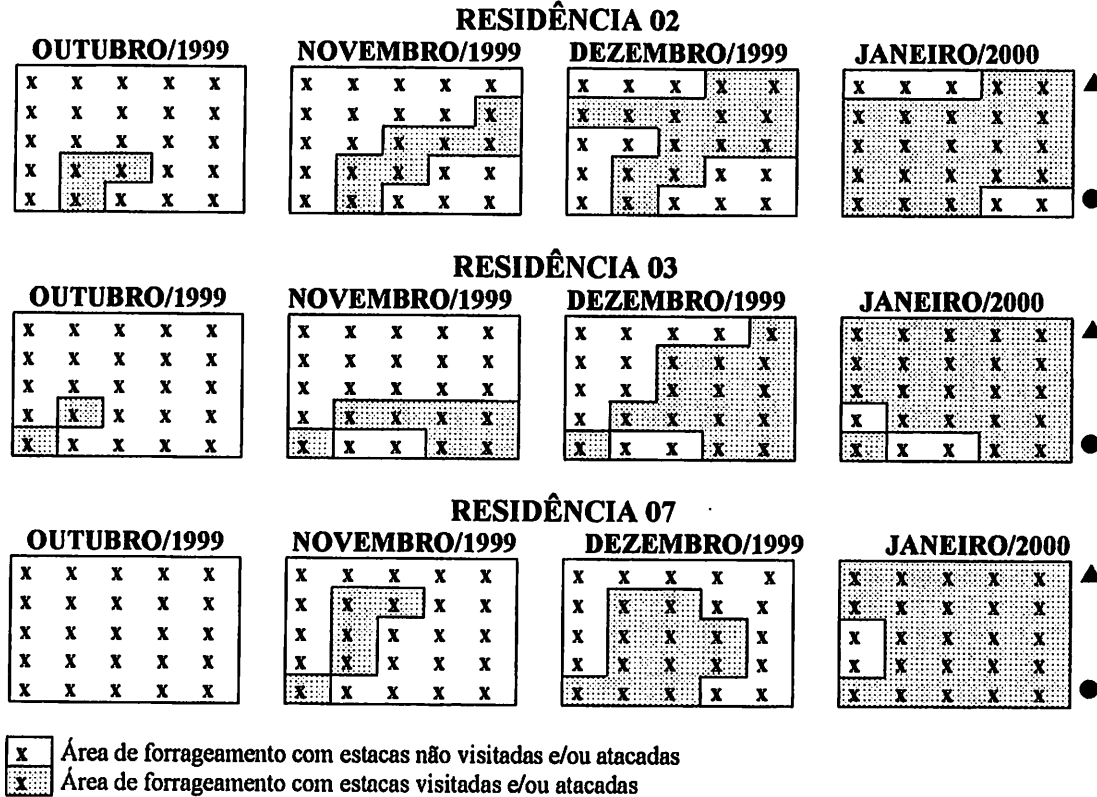 RESIDÊNCIA 02
OUTUBRO/1999 NOVEMBRO/1999 DEZEMBRO/1999 JANEIRO/2000
X X X X X X X X X X X X X X X X X X X X
X X X X X X X X X X X X X X X X X X X X
X X X X X X X X X X X X X X X X X X X X
X X X X X X X X X X X X X X X X X X X X
X X X X X X X X X X X X X X X X X X X X
RESIDÊNCIA 03
OUTUBRO/1999 NOVEMBRO/1999 DEZEMBRO/1999 JANEIRO/2000
X X X X X X X X X X X X X X X X X X X X
X X X X X X X X X X X X X X X X X X X X
X X X X X X X X X X X X X X X X X X X X
X X X X X X X X X X X X X X X X X X X X
X X X X X X X X X X X X X X X X X X X X
RESIDÊNCIA 07
OUTUBRO/1999 NOVEMBRO/1999 DEZEMBRO/1999 JANEIRO/2000
X X X X X X X X X X X X X X X X X X X X
X X X X X X X X X X X X X X X X X X X X
X X X X X X X X X X X X X X X X X X X X
X X X X X X X X X X X X X X X X X X X X
X X X X X X X X X X X X X X X X X X X X
X Área de forrageamento com estacas não visitadas e/ou atacadas
X Área de forrageamento com estacas visitadas e/ou atacadas